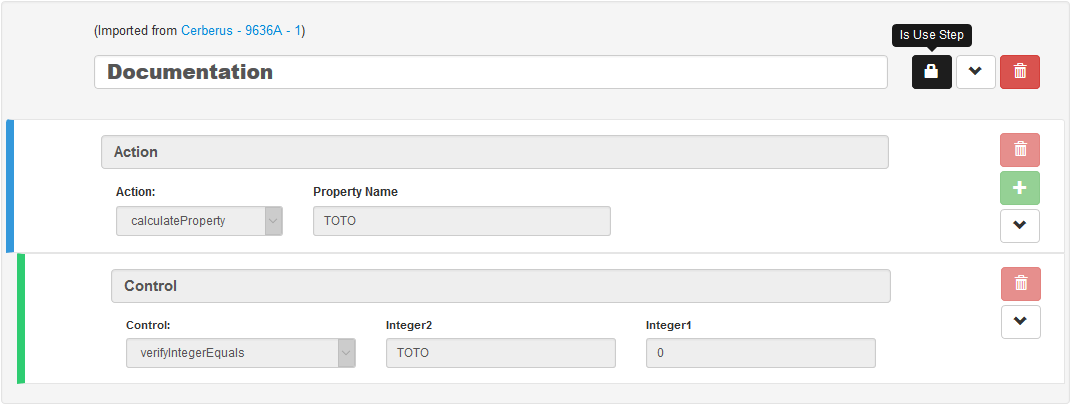 (Imported from Cerberus - 9636A - 1)
Is Use Step
Documentation
Action
Action: Property Name
calculateProperty TOTO
Control
Control: Integer2 Integer1
verifyIntegerEquals TOTO 0